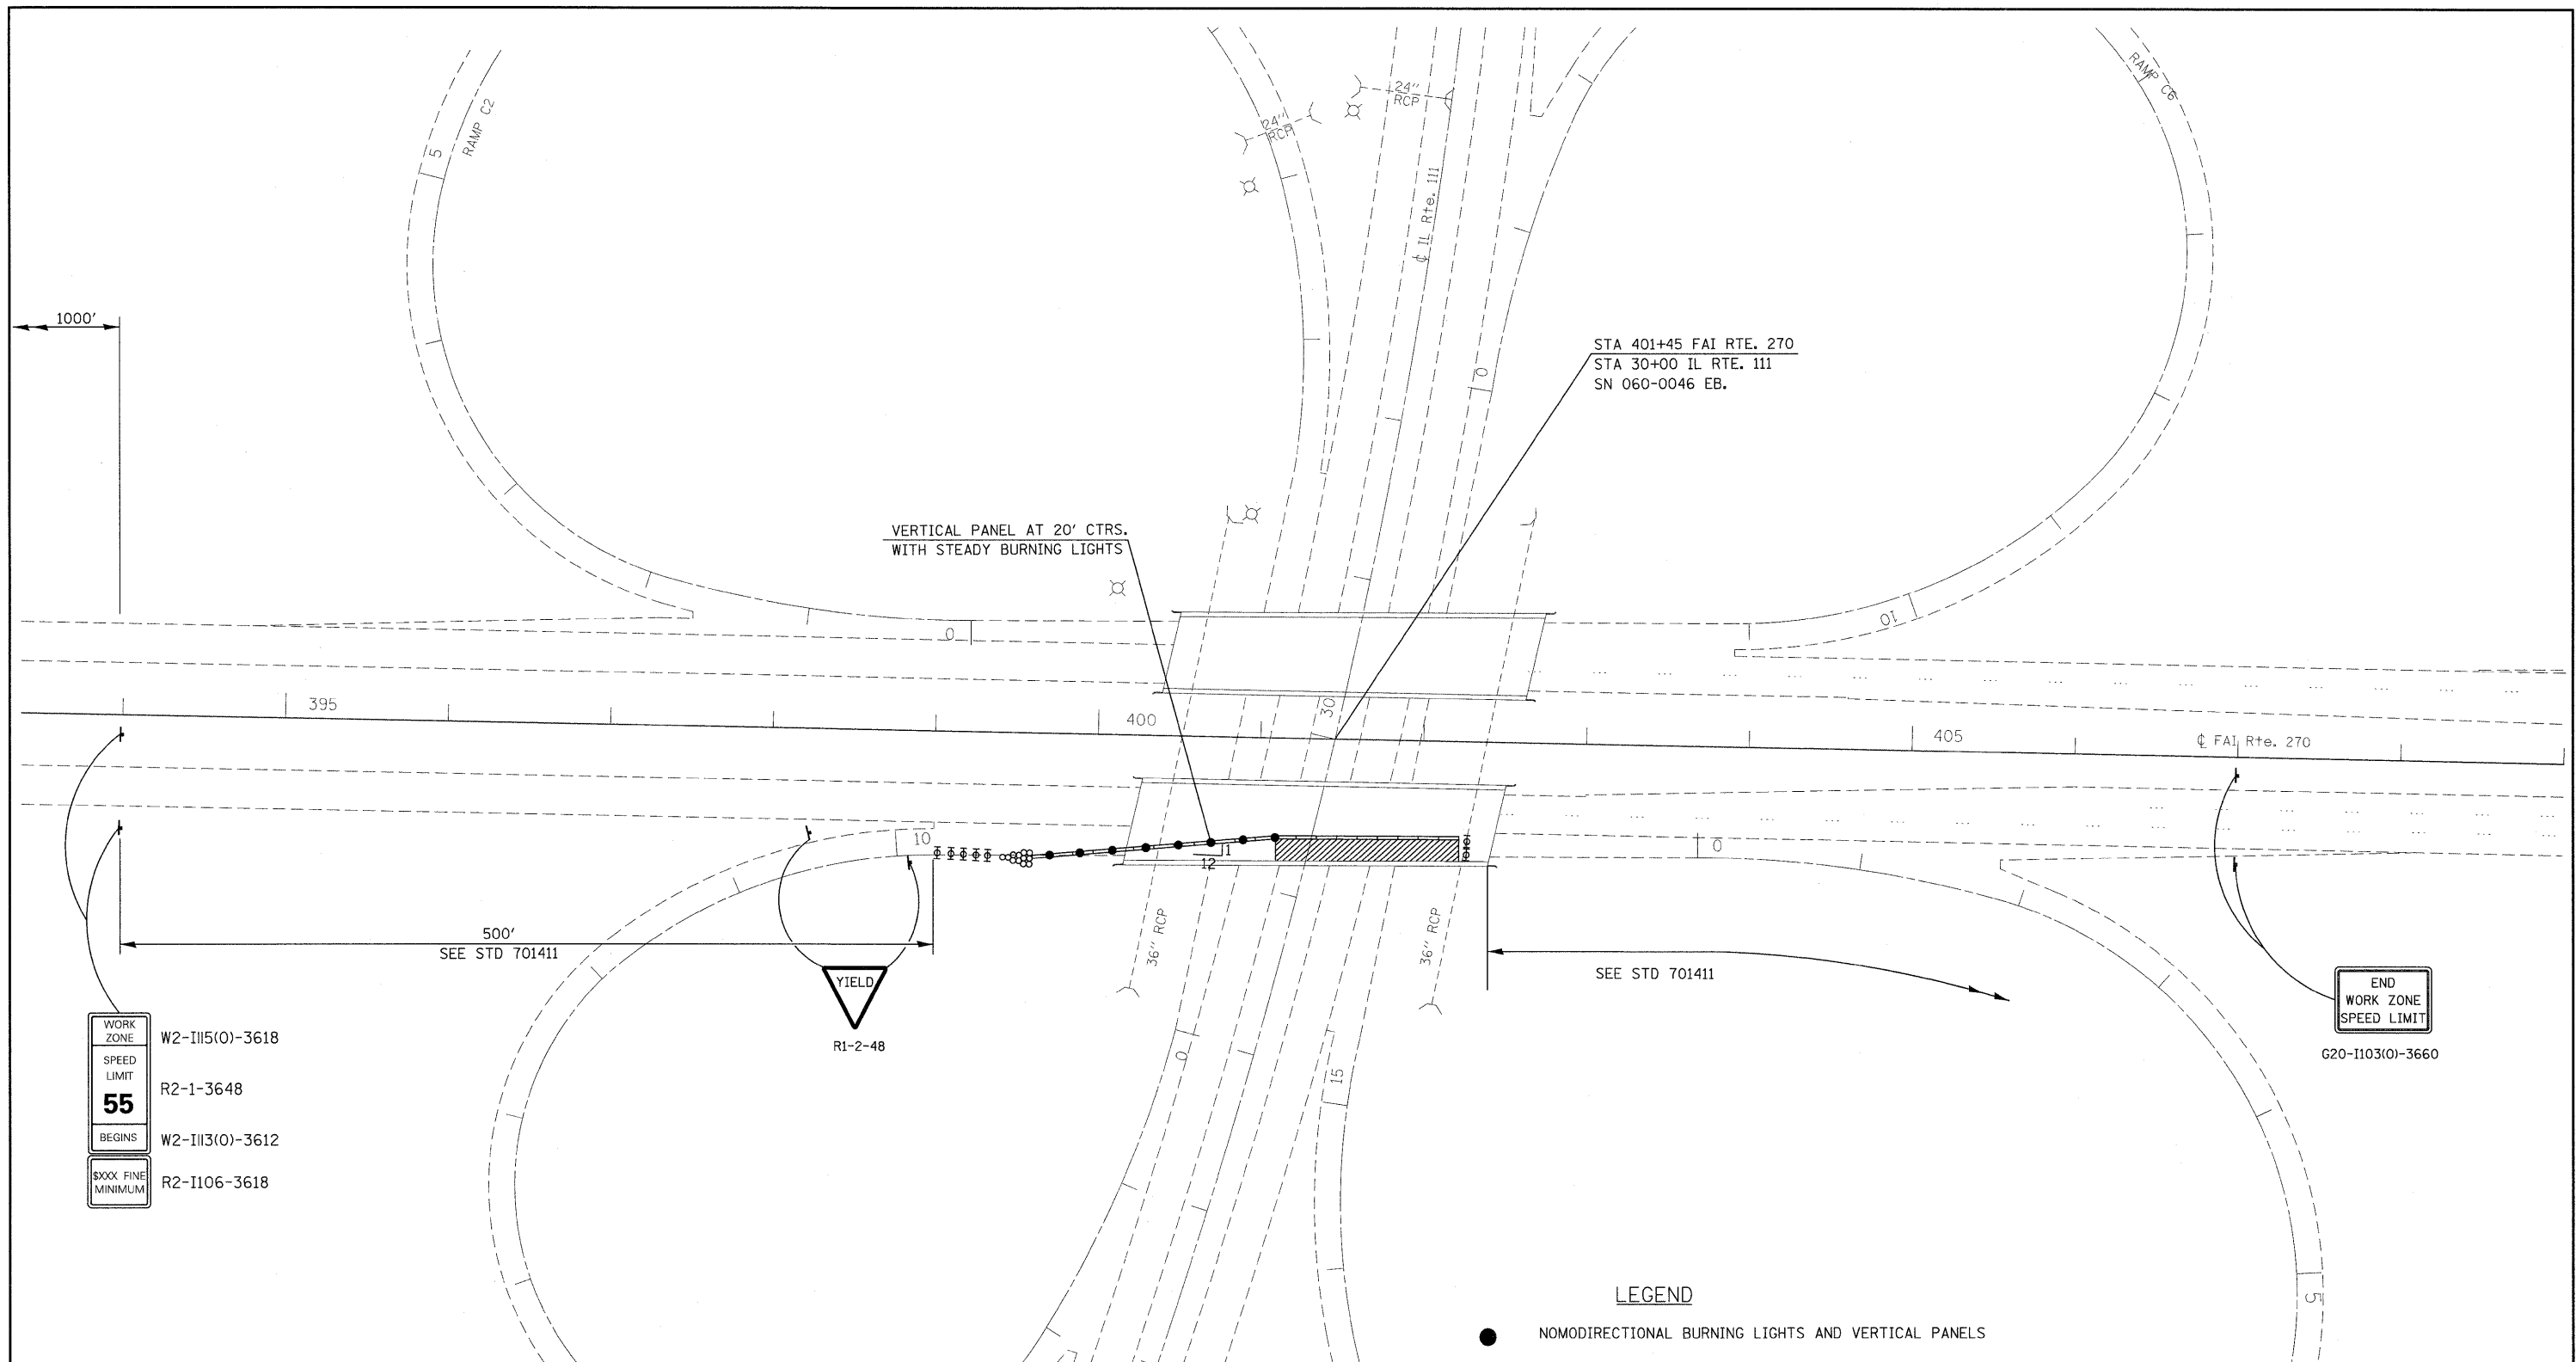 RAMP C2
5
24" RCP
24" RCP
RAMP C6
℄ IL Rte. 111
1000'
STA 401+45 FAI RTE. 270
STA 30+00 IL RTE. 111
SN 060-0046 EB.
0
VERTICAL PANEL AT 20' CTRS.
WITH STEADY BURNING LIGHTS
0
10
395
400
30
405
℄ FAI Rte. 270
10
1
12
0
500'
SEE STD 701411
36" RCP
36" RCP
SEE STD 701411
YIELD
R1-2-48
END
WORK ZONE
SPEED LIMIT
G20-I103(O)-3660
WORK
ZONE
W2-I115(O)-3618
SPEED
LIMIT
55
R2-1-3648
BEGINS
W2-I113(O)-3612
$XXX FINE
MINIMUM
R2-I106-3618
0
15
5
LEGEND
NOMODIRECTIONAL BURNING LIGHTS AND VERTICAL PANELS